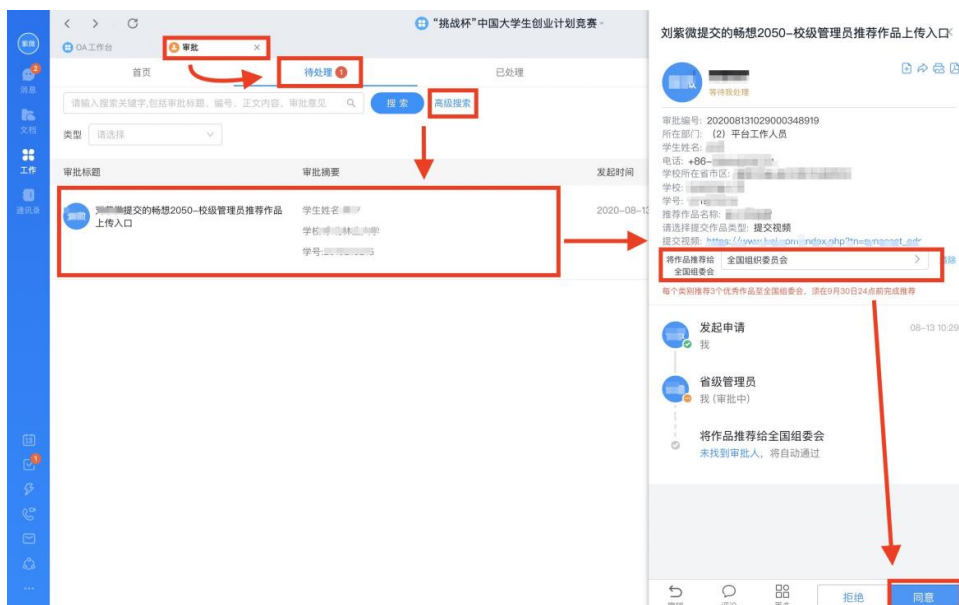 "挑战杯"中国大学生创业计划竞赛
紫微
OA工作台
审批
消息
文档
工作
通讯录
首页
待处理 1
已处理
请输入搜索关键字,包括审批标题、编号、正文内容、审批意见
搜 索
高级搜索
类型
请选择
审批标题
审批摘要
发起时间
提交的畅想2050-校级管理员推荐作品
上传入口
学生姓名
学校
学号
2020-08-13
刘紫微提交的畅想2050-校级管理员推荐作品上传入口
等待我处理
审批编号: 202008131029000348919
所在部门: (2) 平台工作人员
学生姓名:
电话: +86-
学校所在省市区:
学校:
学号:
推荐作品名称:
请选择提交作品类型: 提交视频
提交视频:
将作品推荐给
全国组委会
全国组织委员会
每个类别推荐3个优秀作品至全国组委会，须在9月30日24点前完成推荐
发起申请
08-13 10:29
我
省级管理员
我 (审批中)
将作品推荐给全国组委会
未找到审批人，将自动通过
拒绝
同意